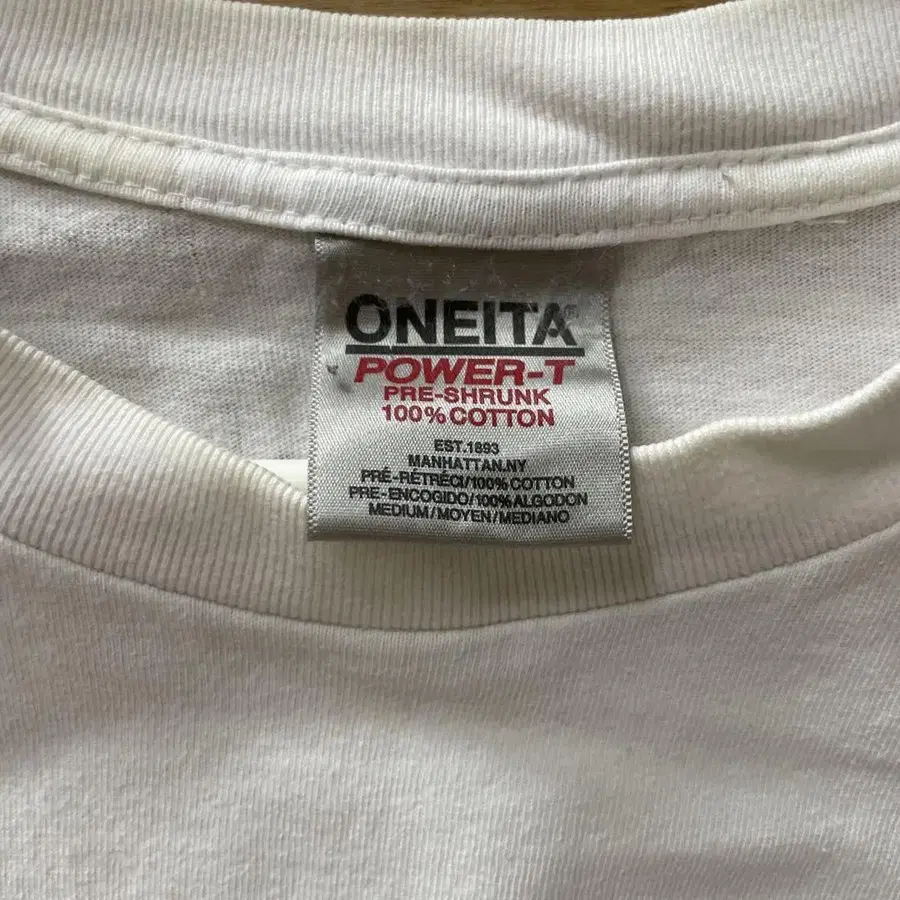 ONEITA®
POWER-T
PRE-SHRUNK
100% COTTON
EST.1893
MANHATTAN.NY
PRÉ-RÉTRÉCI/100% COTTON
PRE-ENCOGIDO/100% ALGODON
MEDIUM/MOYEN/MEDIANO